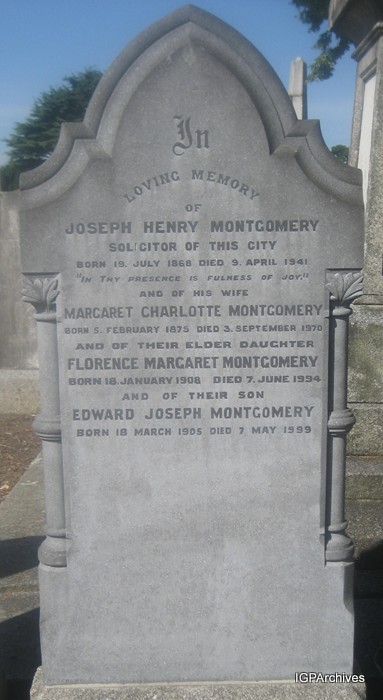 In
LOVING MEMORY
OF
JOSEPH HENRY MONTGOMERY
SOLICITOR OF THIS CITY
BORN 19. JULY 1868 DIED 9. APRIL 1941
"IN THY PRESENCE IS FULNESS OF JOY."
AND OF HIS WIFE
MARGARET CHARLOTTE MONTGOMERY
BORN 5. FEBRUARY 1875 DIED 3. SEPTEMBER 1970
AND OF THEIR ELDER DAUGHTER
FLORENCE MARGARET MONTGOMERY
BORN 18. JANUARY 1908 DIED 7. JUNE 1994
AND OF THEIR SON
EDWARD JOSEPH MONTGOMERY
BORN 18 MARCH 1905 DIED 7 MAY 1999
IGPArchives